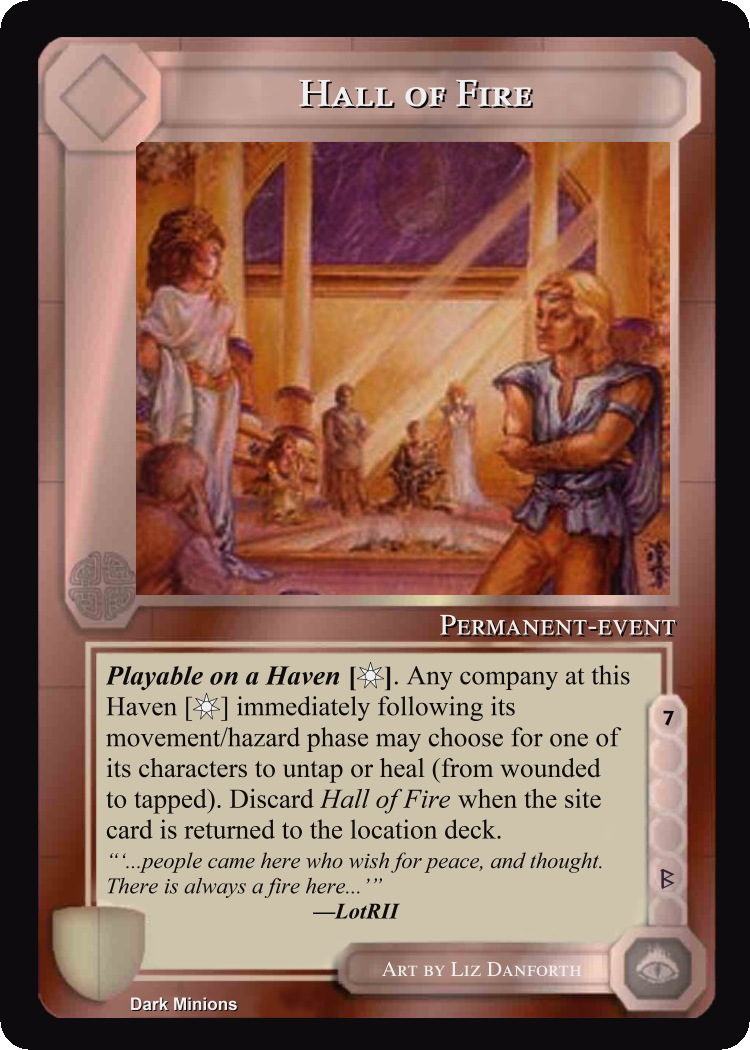 Hall of Fire
Permanent-event
Playable on a Haven []. Any company at this
Haven [] immediately following its
movement/hazard phase may choose for one of
its characters to untap or heal (from wounded
to tapped). Discard Hall of Fire when the site
card is returned to the location deck.
7
“‘...people came here who wish for peace, and thought.
There is always a fire here...’”
—LotRII
Art by Liz Danforth
Dark Minions